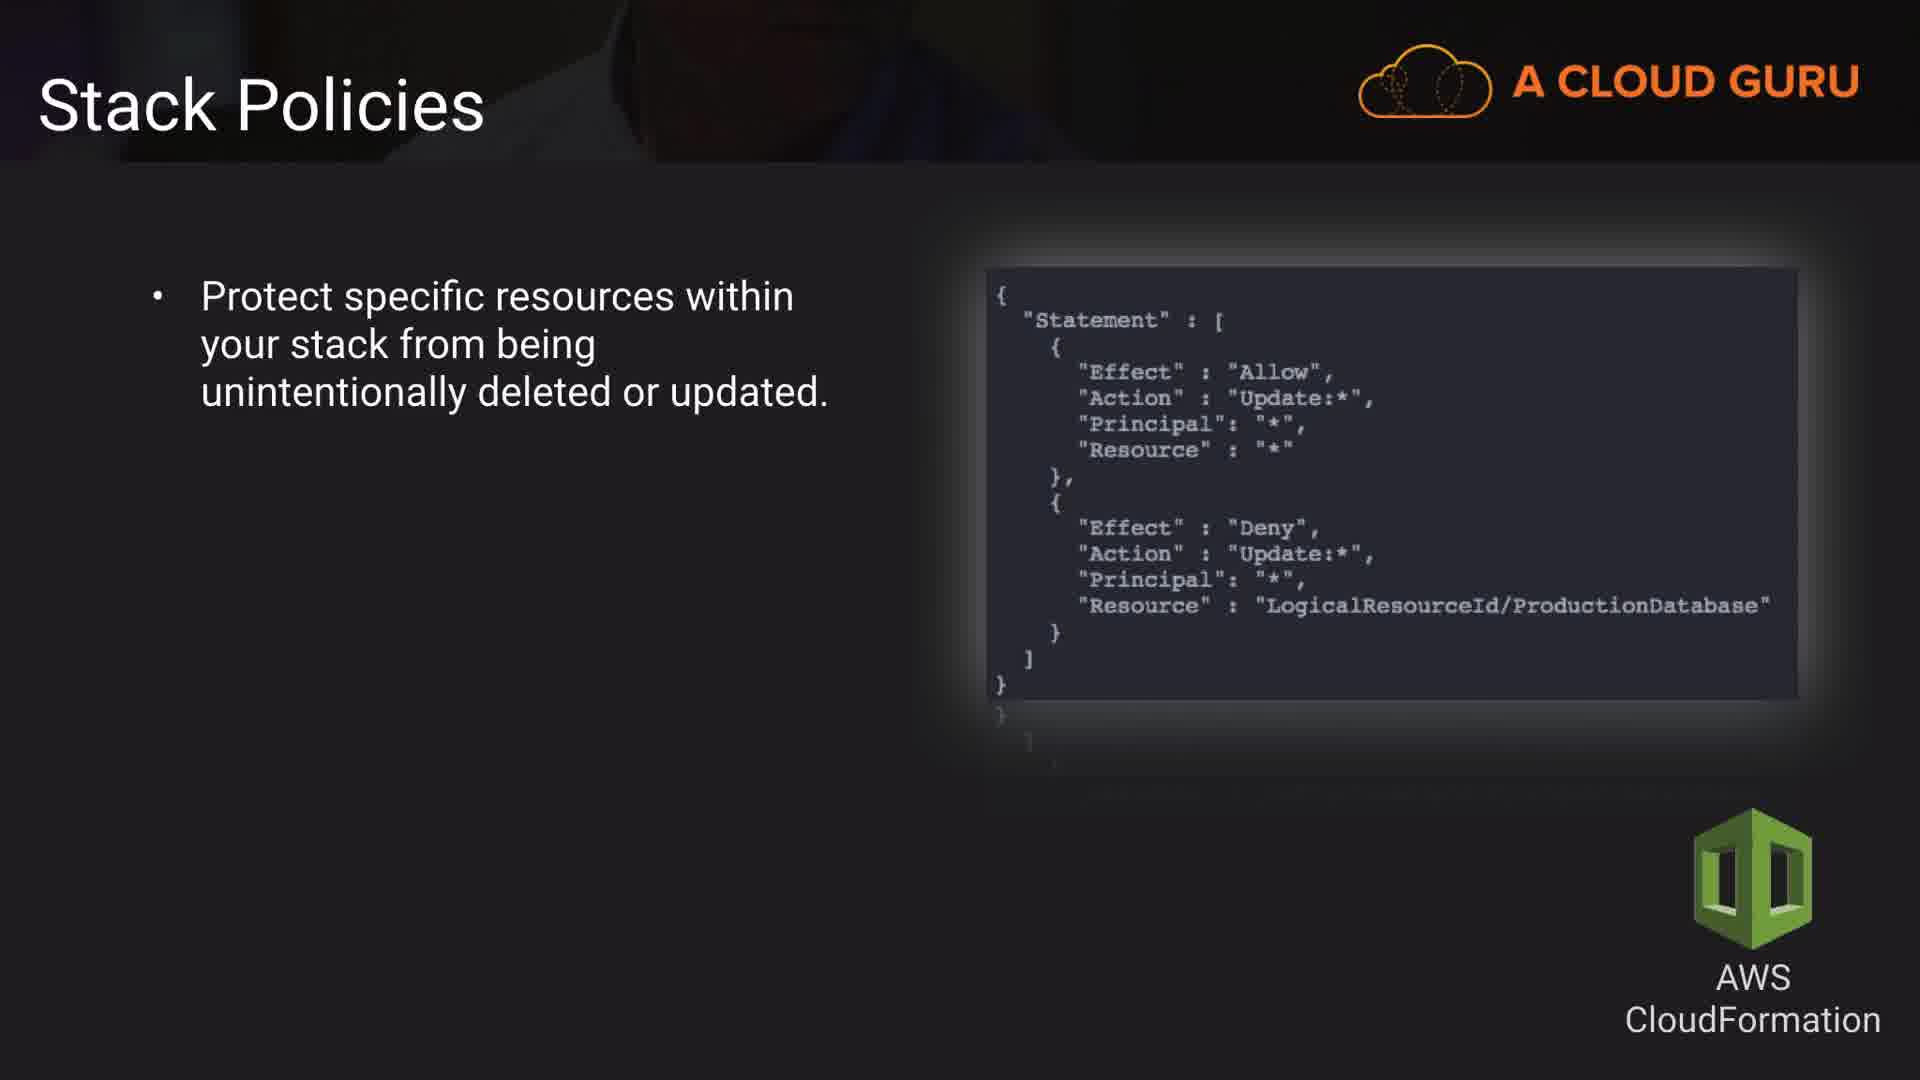 Stack Policies
A CLOUD GURU
• Protect specific resources within
your stack from being
unintentionally deleted or updated.
{
  "Statement" : [
    {
      "Effect" : "Allow",
      "Action" : "Update:*",
      "Principal": "*",
      "Resource" : "*"
    },
    {
      "Effect" : "Deny",
      "Action" : "Update:*",
      "Principal": "*",
      "Resource" : "LogicalResourceId/ProductionDatabase"
    }
  ]
}
AWS
CloudFormation